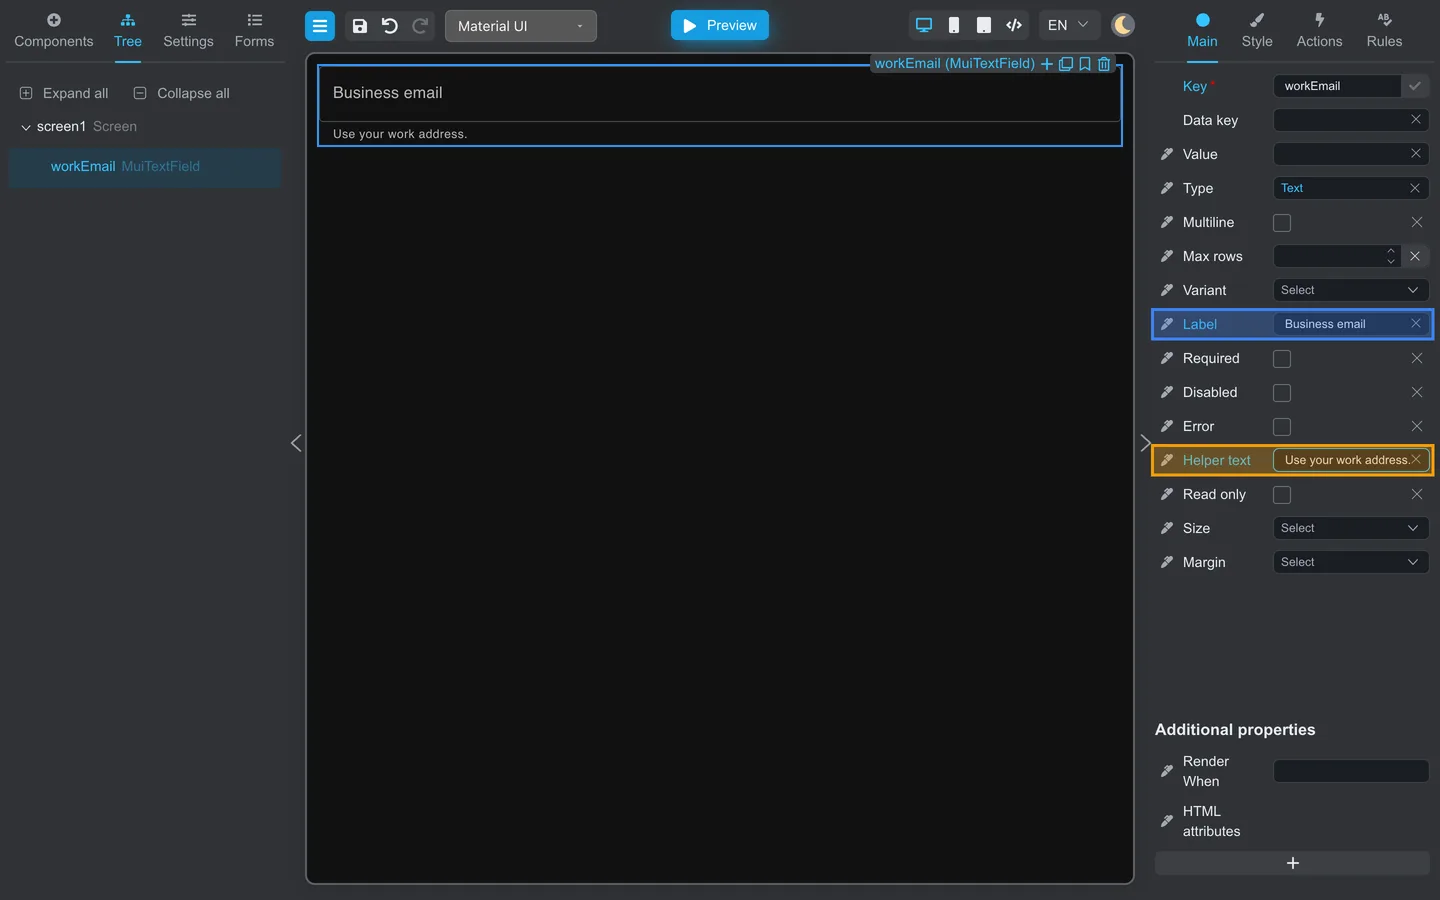 Components
Tree
Settings
Forms
Material UI
Preview
EN
Main
Style
Actions
AB
Rules
Expand all
Collapse all
screen1 Screen
workEmail MuiTextField
workEmail (MuiTextField)
Business email
Use your work address.
Key *
workEmail
Data key
Value
Type
Text
Multiline
Max rows
Variant
Select
Label
Business email
Required
Disabled
Error
Helper text
Use your work address.
Read only
Size
Select
Margin
Select
Additional properties
Render
When
HTML
attributes